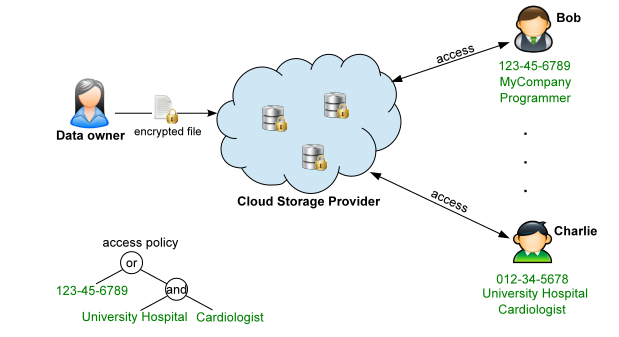 Bob
access
123-45-6789
MyCompany
Programmer
Data owner
encrypted file
Cloud Storage Provider
access
Charlie
012-34-5678
University Hospital
Cardiologist
access policy
or
123-45-6789
and
University Hospital
Cardiologist